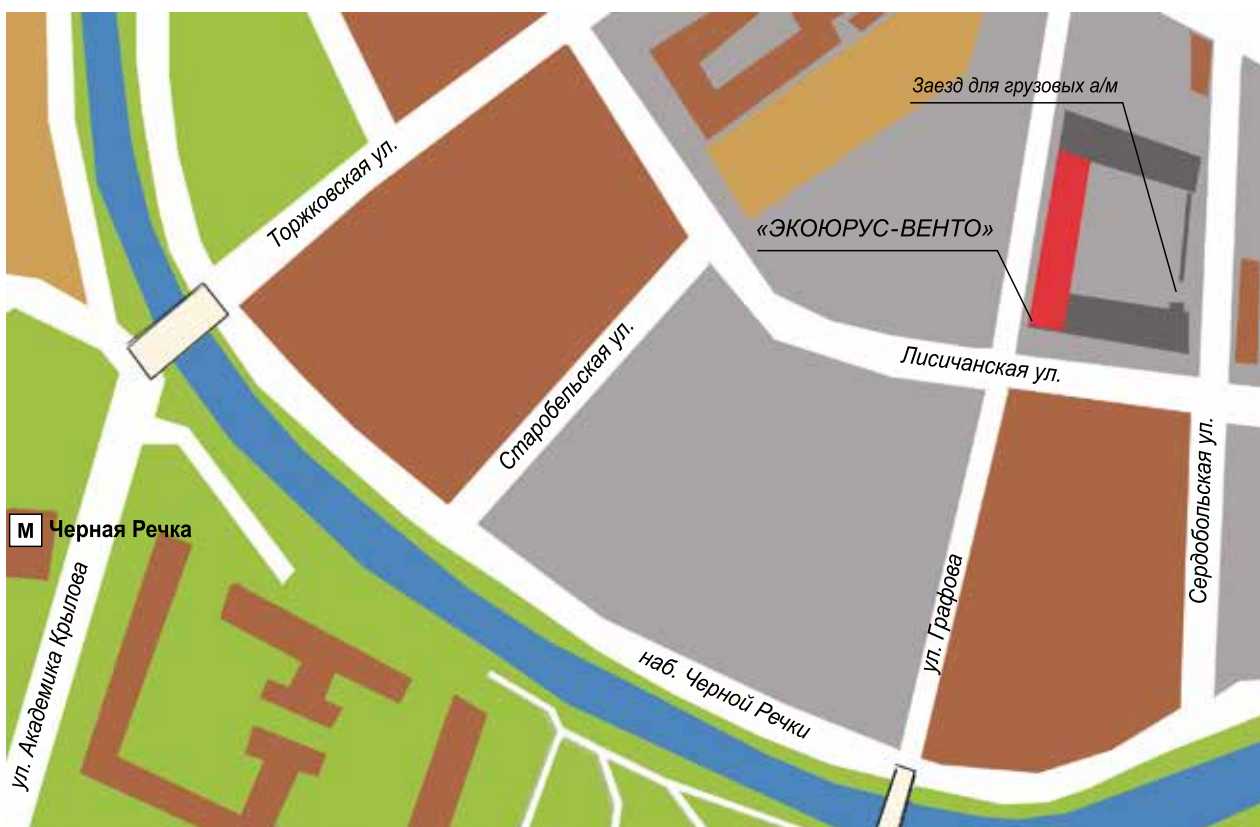 Заезд для грузовых а/м
Торжковская ул.
«ЭКОЮРУС-ВЕНТО»
Старобельская ул.
Лисичанская ул.
Сердобольская ул.
М Черная Речка
ул. Графова
ул. Академика Крылова
наб. Черной Речки